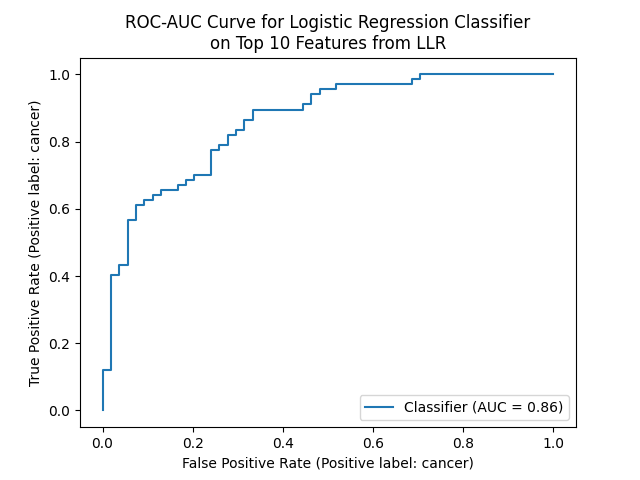 ROC-AUC Curve for Logistic Regression Classifier
on Top 10 Features from LLR
True Positive Rate (Positive label: cancer)
1.0
0.8
0.6
0.4
0.2
0.0
Classifier (AUC = 0.86)
0.0 0.2 0.4 0.6 0.8 1.0
False Positive Rate (Positive label: cancer)